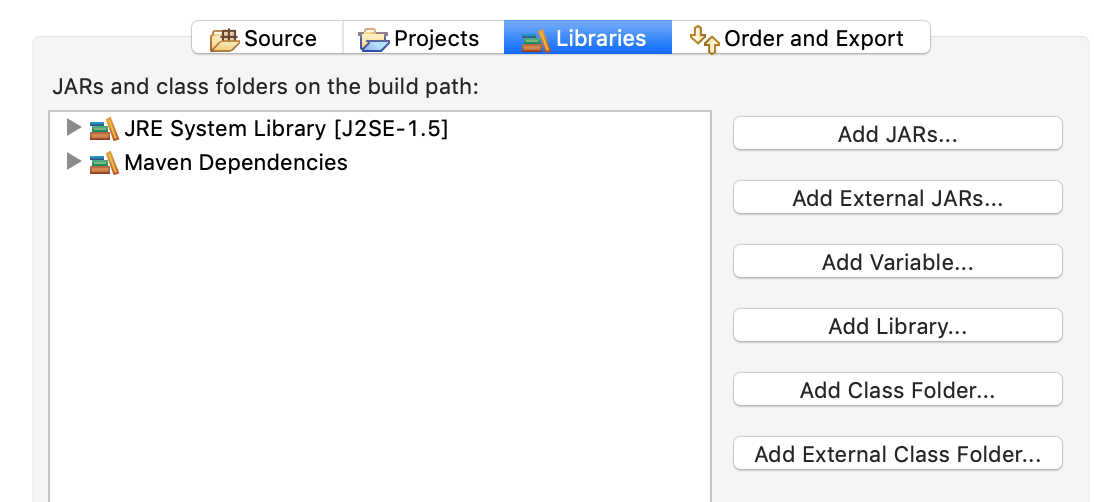 Source Projects Libraries Order and Export
JARs and class folders on the build path:
JRE System Library [J2SE-1.5]
Maven Dependencies
Add JARs...
Add External JARs...
Add Variable...
Add Library...
Add Class Folder...
Add External Class Folder...